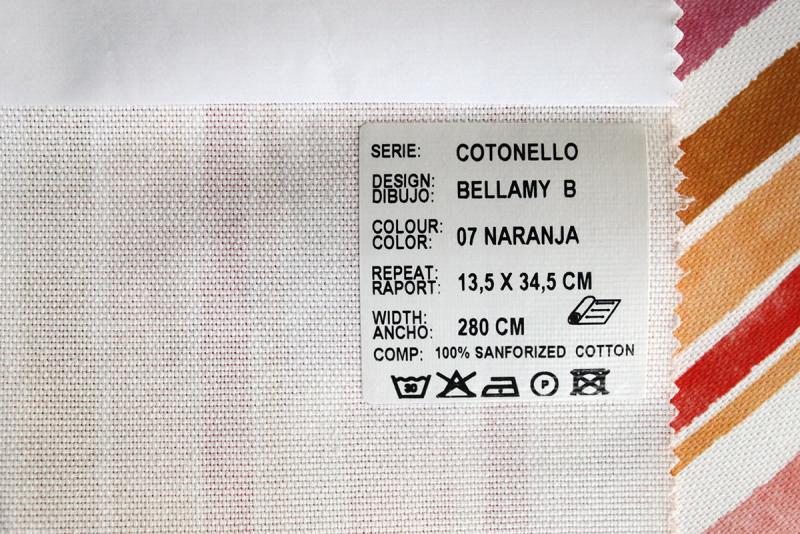 SERIE: COTONELLO
DESIGN:
DIBUJO: BELLAMY B
COLOUR:
COLOR: 07 NARANJA
REPEAT:
RAPORT: 13,5 X 34,5 CM
WIDTH:
ANCHO: 280 CM
COMP: 100% SANFORIZED COTTON
30 P